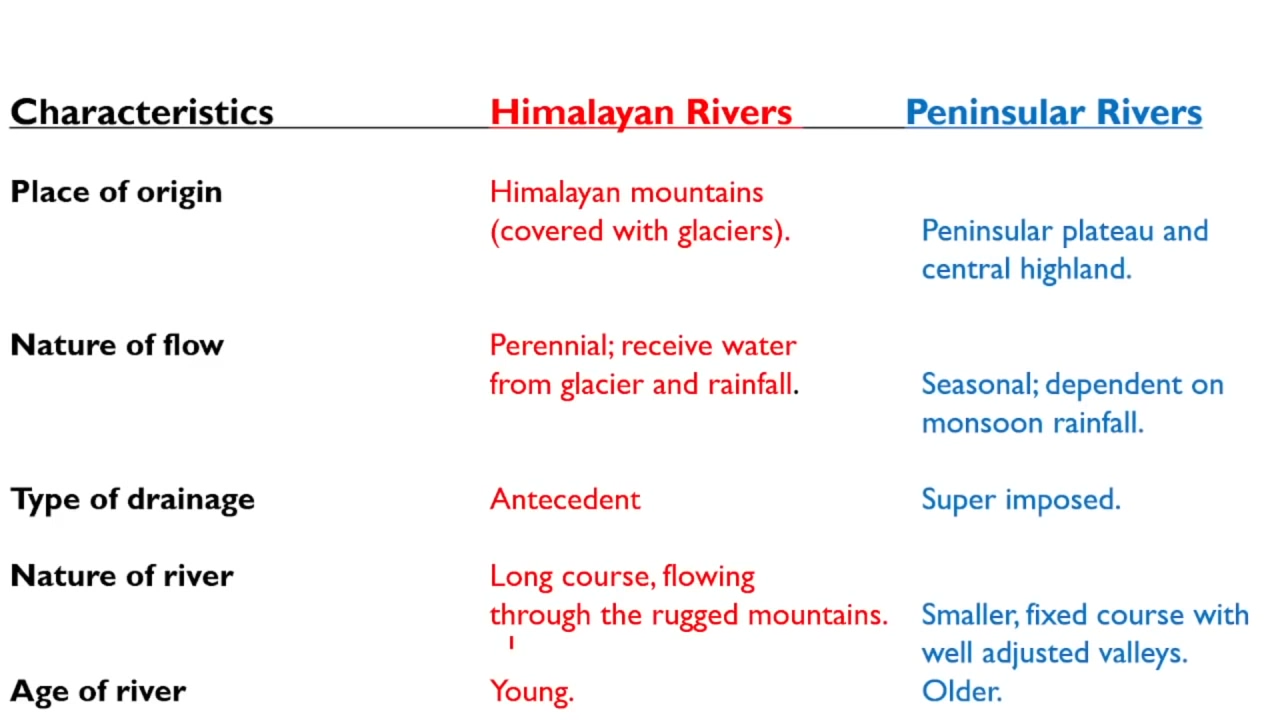 Characteristics Himalayan Rivers Peninsular Rivers
Place of origin Himalayan mountains
(covered with glaciers). Peninsular plateau and
central highland.
Nature of flow Perennial; receive water
from glacier and rainfall. Seasonal; dependent on
monsoon rainfall.
Type of drainage Antecedent Super imposed.
Nature of river Long course, flowing
through the rugged mountains. Smaller, fixed course with
well adjusted valleys.
Age of river Young. Older.